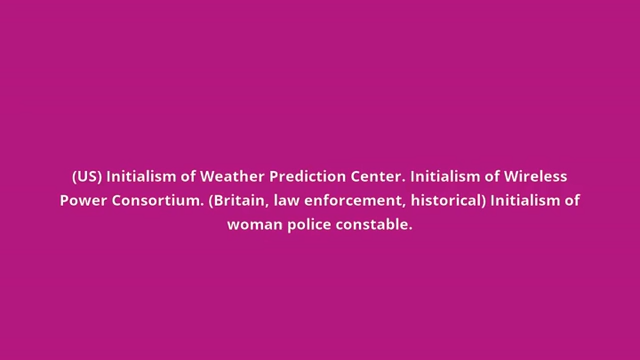 (US) Initialism of Weather Prediction Center. Initialism of Wireless
Power Consortium. (Britain, law enforcement, historical) Initialism of
woman police constable.